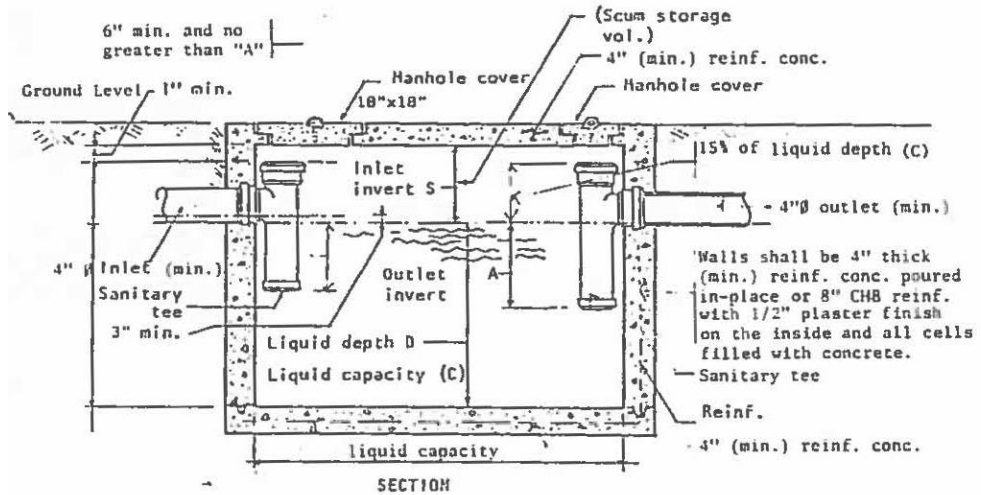 6" min. and no
greater than "A"
(Scum storage
vol.)
4" (min.) reinf. conc.
Hanhole cover
18"x18"
Hanhole cover
Ground Level
1" min.
15% of liquid depth (C)
Inlet
invert S
4"Ø outlet (min.)
4" Ø Inlet (min.)
Sanitary
tee
3" min.
Outlet
invert
A
Walls shall be 4" thick
(min.) reinf. conc. poured
in-place or 8" CHB reinf.
with 1/2" plaster finish
on the inside and all cells
filled with concrete.
Liquid depth D
Liquid capacity (C)
Sanitary tee
Reinf.
4" (min.) reinf. conc.
liquid capacity
SECTION